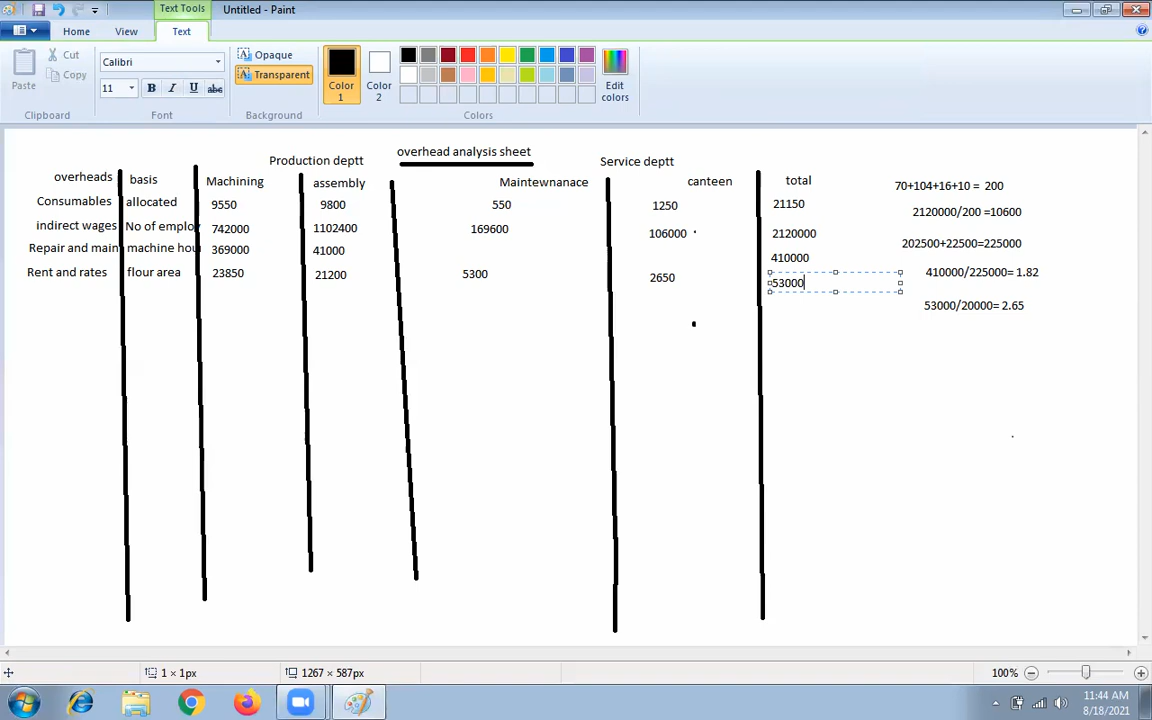 Text Tools
Untitled - Paint
Home View Text
Paste
Cut
Copy
Clipboard
Calibri
11 B I U abc
Font
Opaque
Transparent
Background
Color 1
Color 2
Edit colors
Colors
overhead analysis sheet
Production deptt Service deptt
overheads basis Machining assembly Maintewnanace canteen total
70+104+16+10 = 200
Consumables allocated 9550 9800 550 1250 21150
2120000/200 =10600
indirect wages No of employ 742000 1102400 169600 106000 2120000
202500+22500=225000
Repair and main machine hou 369000 41000 410000
410000/225000= 1.82
Rent and rates flour area 23850 21200 5300 2650 53000
53000/20000= 2.65
1 × 1px
1267 × 587px
100%
11:44 AM
8/18/2021